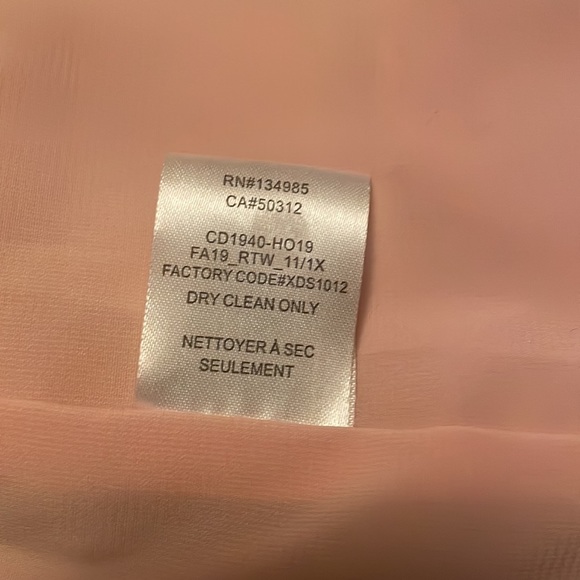 RN#134985
CA#50312
CD1940-HO19
FA19_RTW_11/1X
FACTORY CODE#XDS1012
DRY CLEAN ONLY
NETTOYER À SEC
SEULEMENT